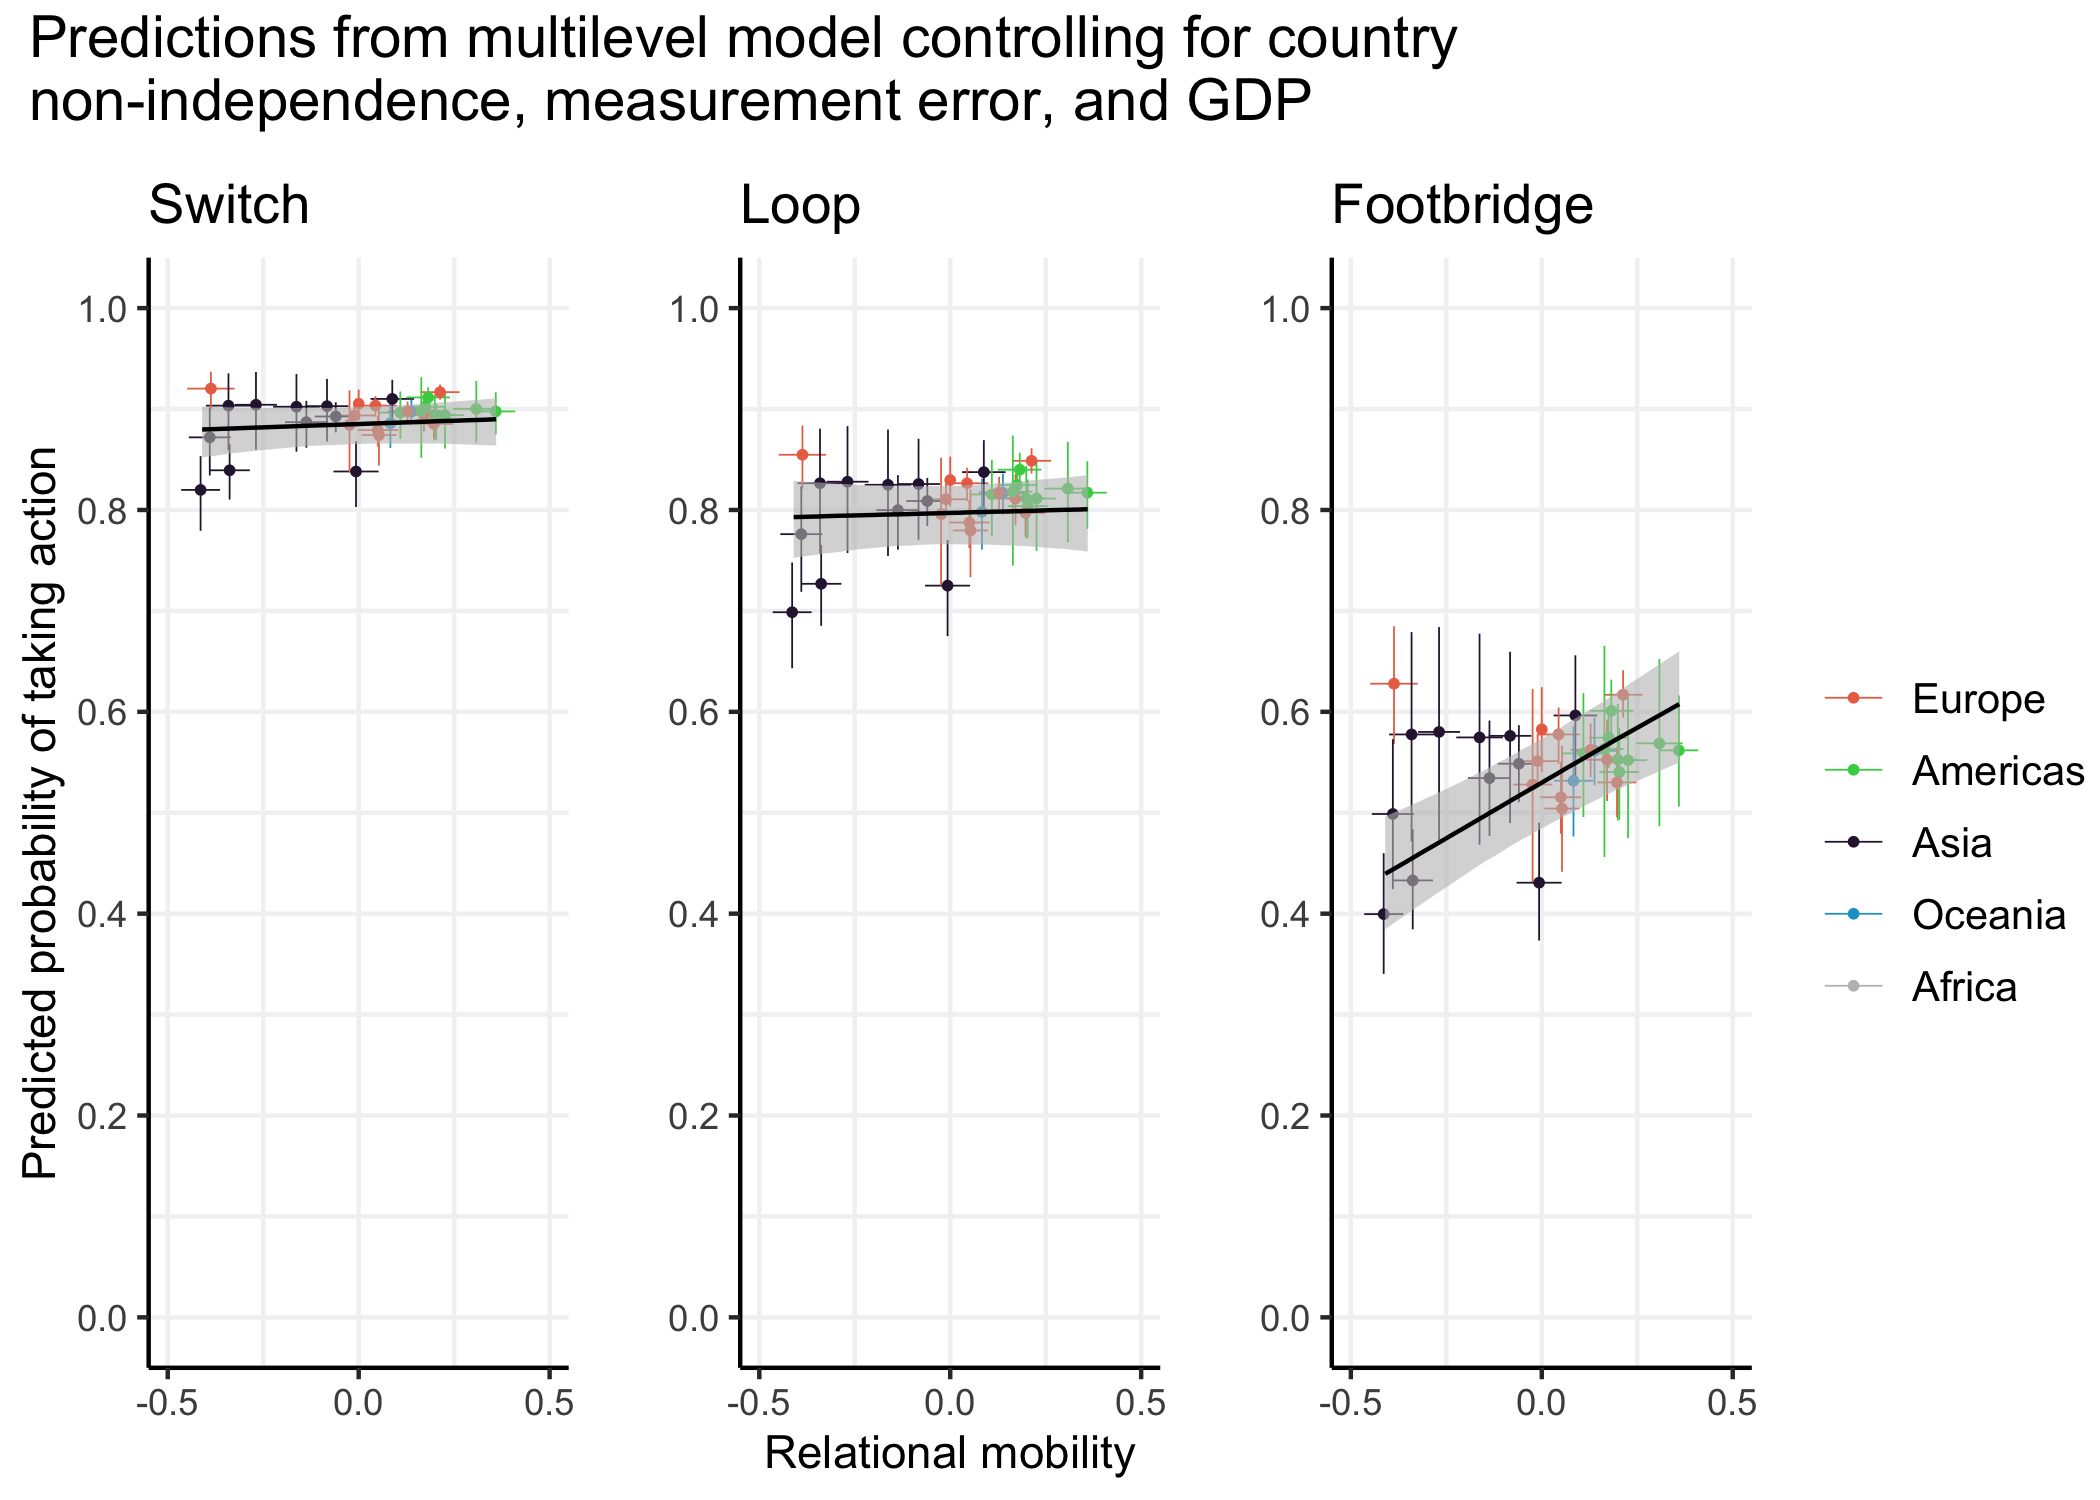 Predictions from multilevel model controlling for country
non-independence, measurement error, and GDP
Switch
Loop
Footbridge
Predicted probability of taking action
1.0
0.8
0.6
0.4
0.2
0.0
-0.5 0.0 0.5
1.0
0.8
0.6
0.4
0.2
0.0
-0.5 0.0 0.5
1.0
0.8
0.6
0.4
0.2
0.0
-0.5 0.0 0.5
Relational mobility
Europe
Americas
Asia
Oceania
Africa